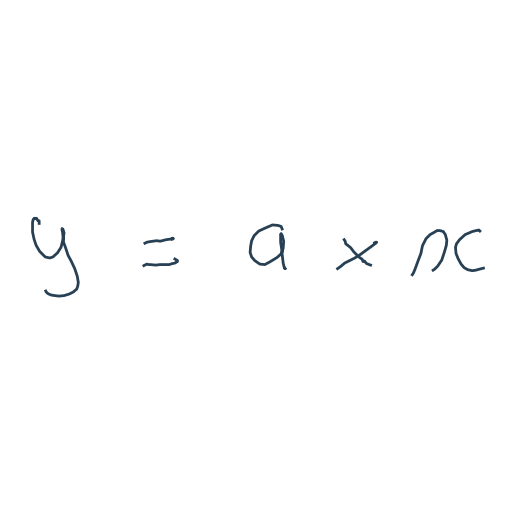 y = a × x